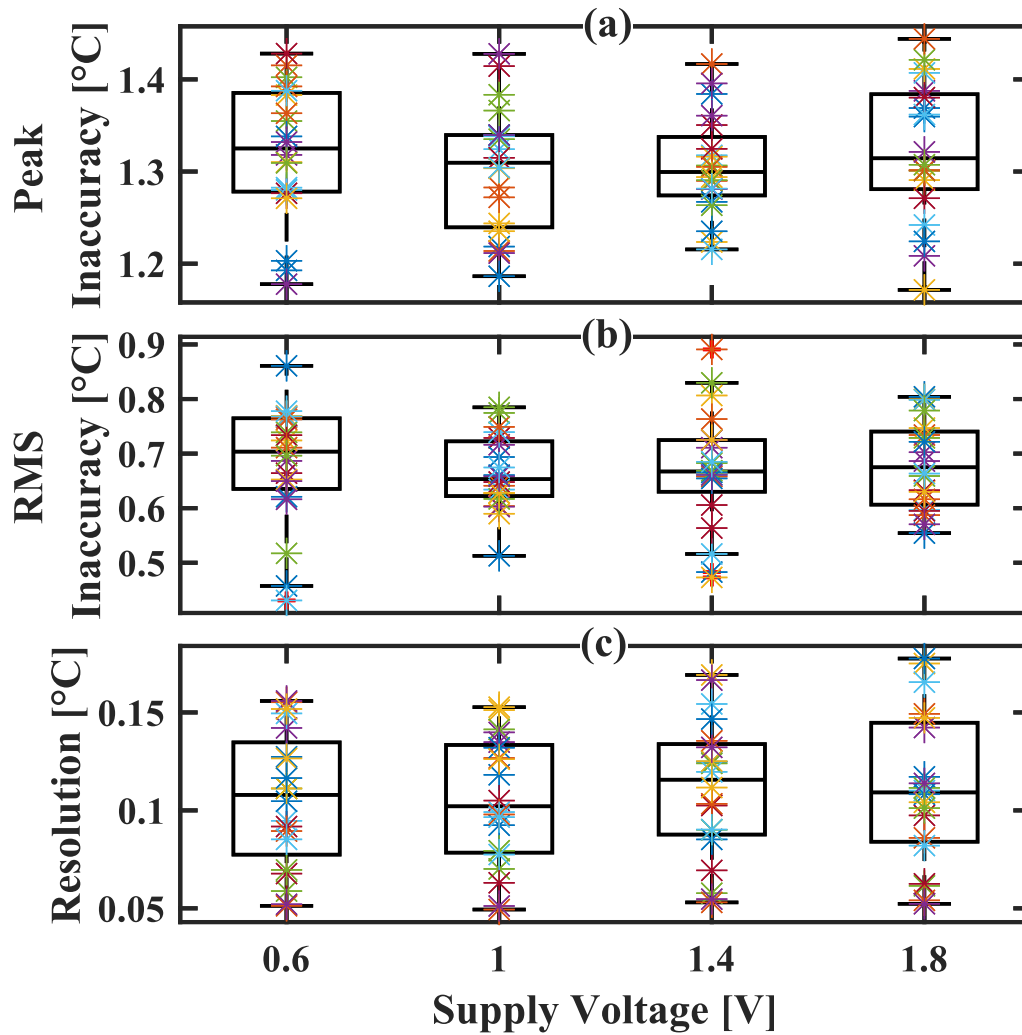 (a)
Peak
Inaccuracy [°C]
1.4
1.3
1.2
(b)
RMS
Inaccuracy [°C]
0.9
0.8
0.7
0.6
0.5
(c)
Resolution [°C]
0.15
0.1
0.05
0.6 1 1.4 1.8
Supply Voltage [V]